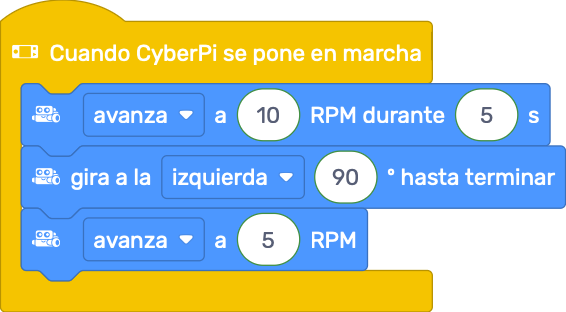 Cuando CyberPi se pone en marcha
avanza a 10 RPM durante 5 s
gira a la izquierda 90 ° hasta terminar
avanza a 5 RPM